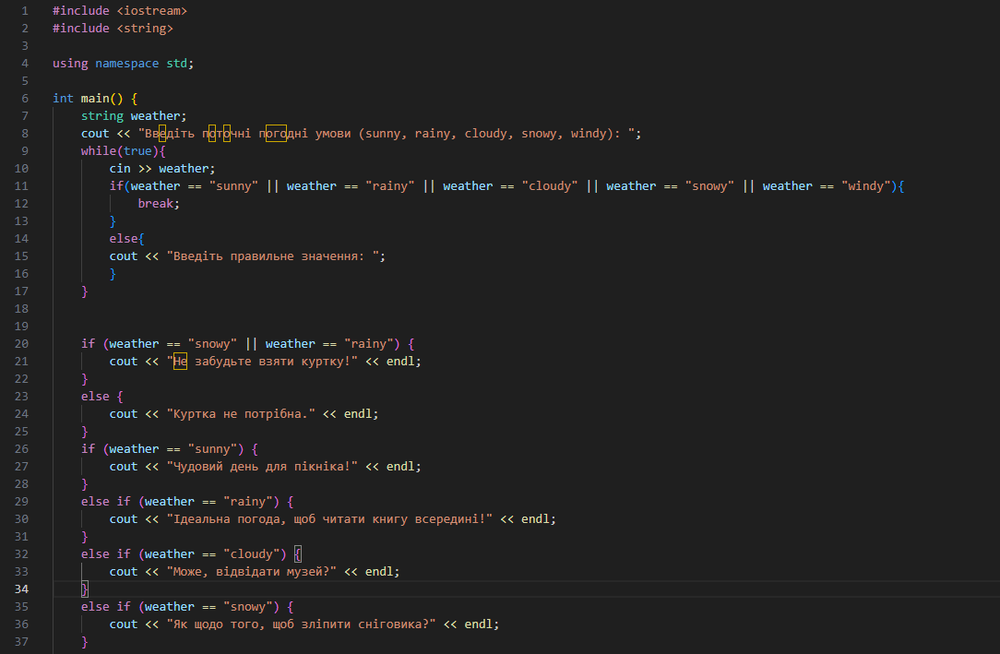 1 #include <iostream>
2 #include <string>
3
4 using namespace std;
5
6 int main() {
7 string weather;
8 cout << "Введіть поточні погодні умови (sunny, rainy, cloudy, snowy, windy): ";
9 while(true){
10 cin >> weather;
11 if(weather == "sunny" || weather == "rainy" || weather == "cloudy" || weather == "snowy" || weather == "windy"){
12 break;
13 }
14 else{
15 cout << "Введіть правильне значення: ";
16 }
17 }
18
19
20 if (weather == "snowy" || weather == "rainy") {
21 cout << "Не забудьте взяти куртку!" << endl;
22 }
23 else {
24 cout << "Куртка не потрібна." << endl;
25 }
26 if (weather == "sunny") {
27 cout << "Чудовий день для пікніка!" << endl;
28 }
29 else if (weather == "rainy") {
30 cout << "Ідеальна погода, щоб читати книгу всередині!" << endl;
31 }
32 else if (weather == "cloudy") {
33 cout << "Може, відвідати музей?" << endl;
34 }
35 else if (weather == "snowy") {
36 cout << "Як щодо того, щоб зліпити сніговика?" << endl;
37 }